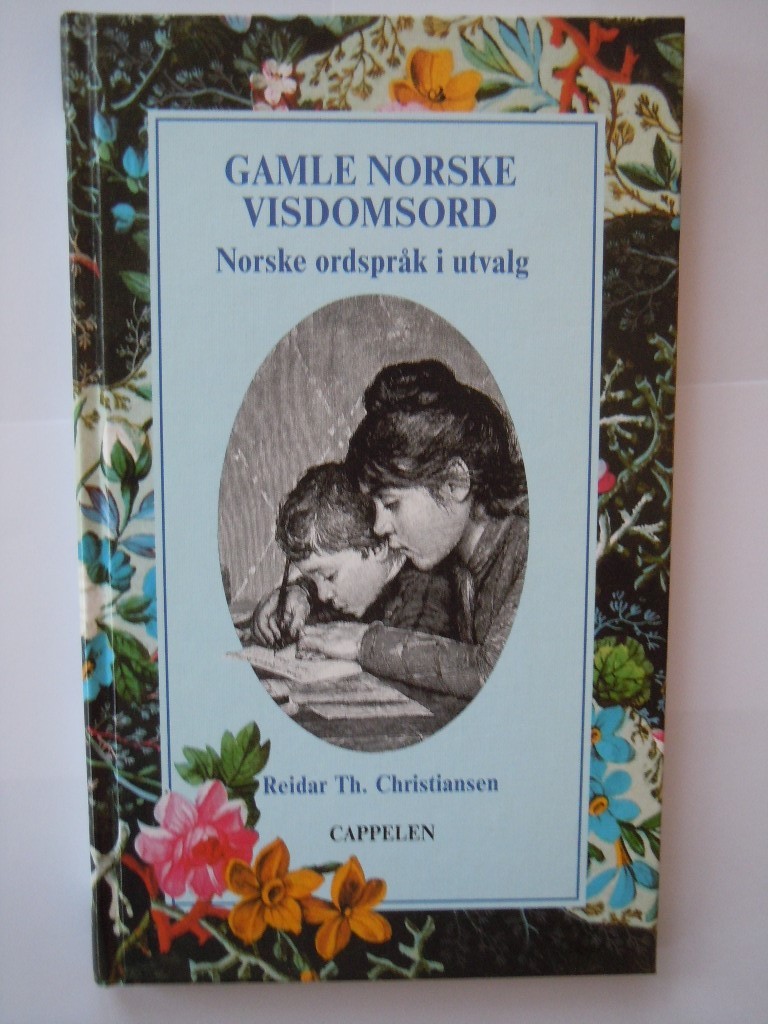 GAMLE NORSKE
VISDOMSORD
Norske ordspråk i utvalg
Reidar Th. Christiansen
CAPPELEN